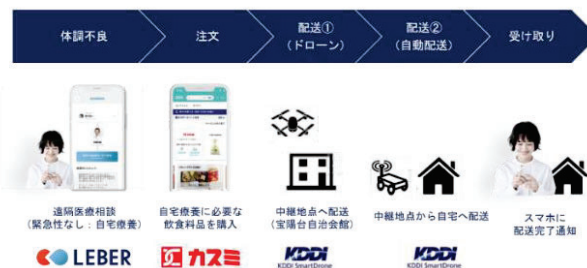 体調不良
注文
配送①
(ドローン)
配送②
(自動配送)
受け取り
遠隔医療相談
(緊急性なし:自宅療養)
自宅療養に必要な
飲食料品を購入
中継地点へ配送
(宝陽台自治会館)
中継地点から自宅へ配送
スマホに
配送完了通知
LEBER
カスミ
KDDI
KDDI SmartDrone
KDDI
KDDI SmartDrone